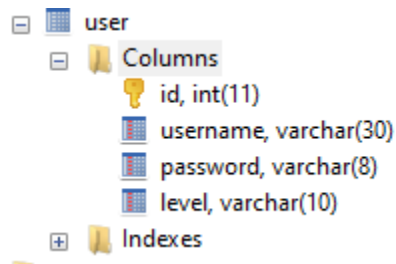 user
Columns
id, int(11)
username, varchar(30)
password, varchar(8)
level, varchar(10)
Indexes